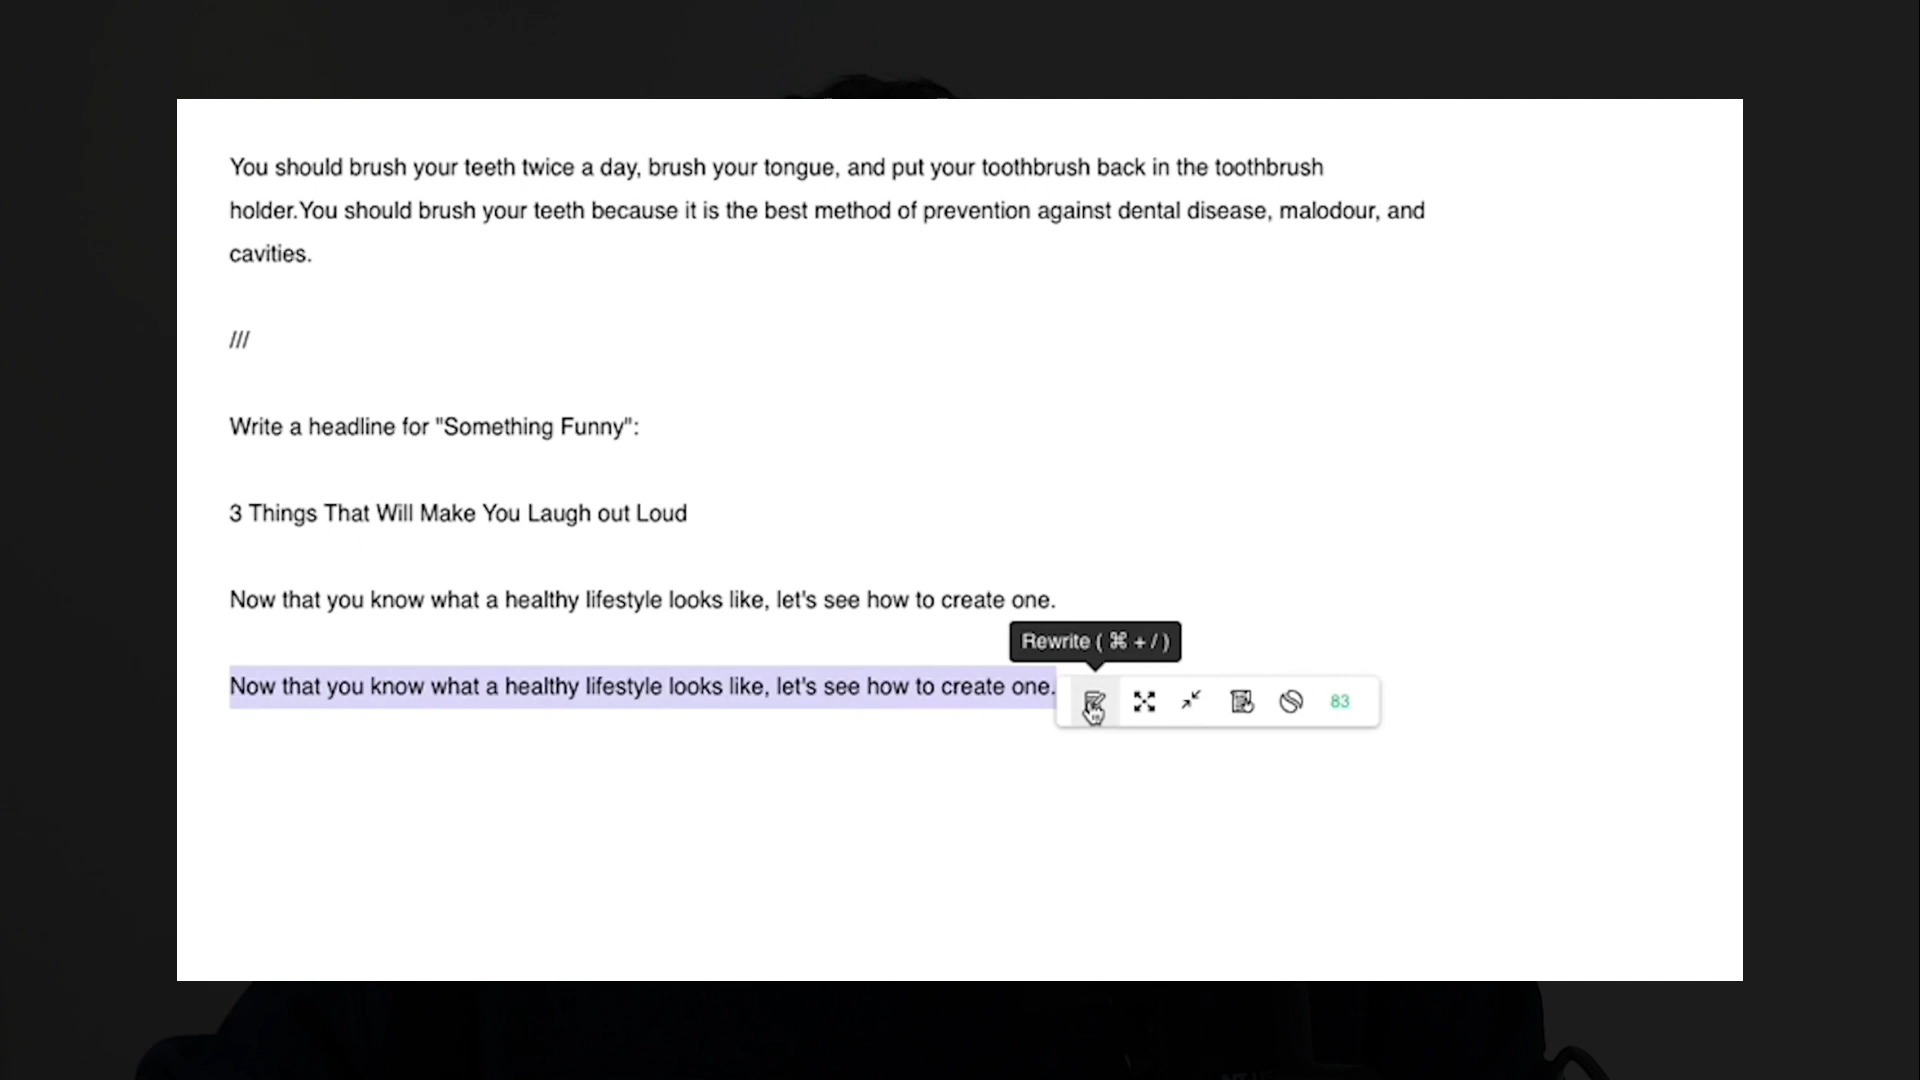 You should brush your teeth twice a day, brush your tongue, and put your toothbrush back in the toothbrush
holder.You should brush your teeth because it is the best method of prevention against dental disease, malodour, and
cavities.
///
Write a headline for "Something Funny":
3 Things That Will Make You Laugh out Loud
Now that you know what a healthy lifestyle looks like, let's see how to create one.
Rewrite ( ⌘ + / )
Now that you know what a healthy lifestyle looks like, let's see how to create one.
83